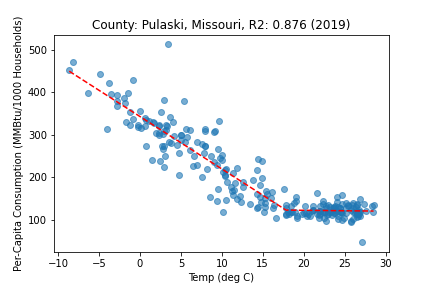 County: Pulaski, Missouri, R2: 0.876 (2019)
Per-Capita Consumption (MMBtu/1000 Households)
500
400
300
200
100
−10 −5 0 5 10 15 20 25 30
Temp (deg C)